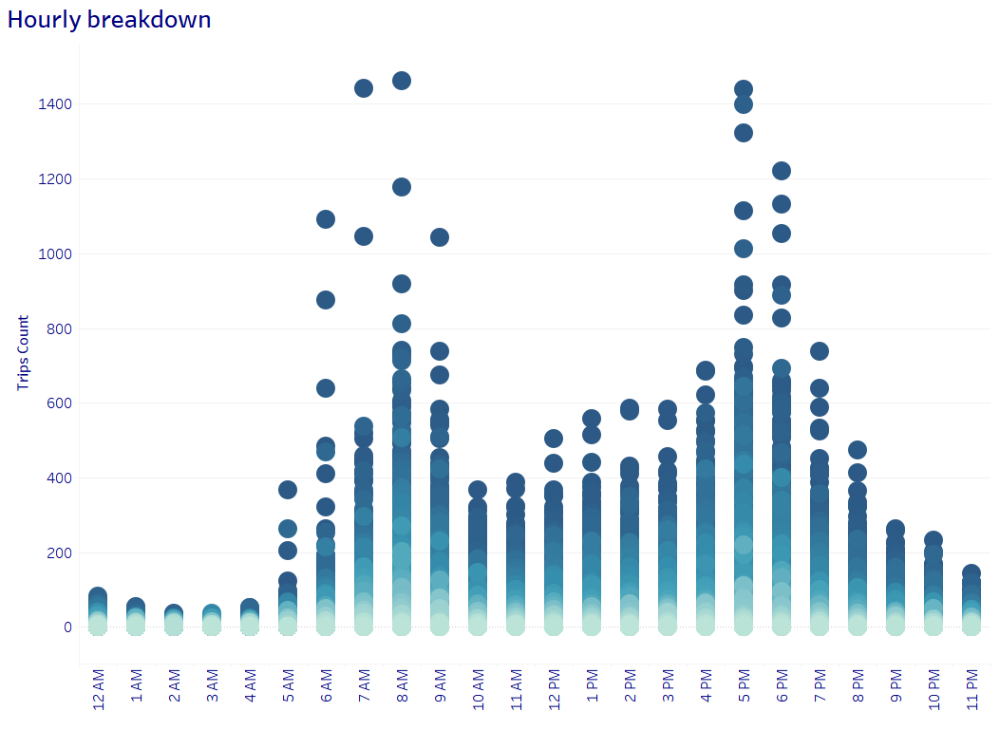 Hourly breakdown
Trips Count
1400
1200
1000
800
600
400
200
0
12 AM
1 AM
2 AM
3 AM
4 AM
5 AM
6 AM
7 AM
8 AM
9 AM
10 AM
11 AM
12 PM
1 PM
2 PM
3 PM
4 PM
5 PM
6 PM
7 PM
8 PM
9 PM
10 PM
11 PM